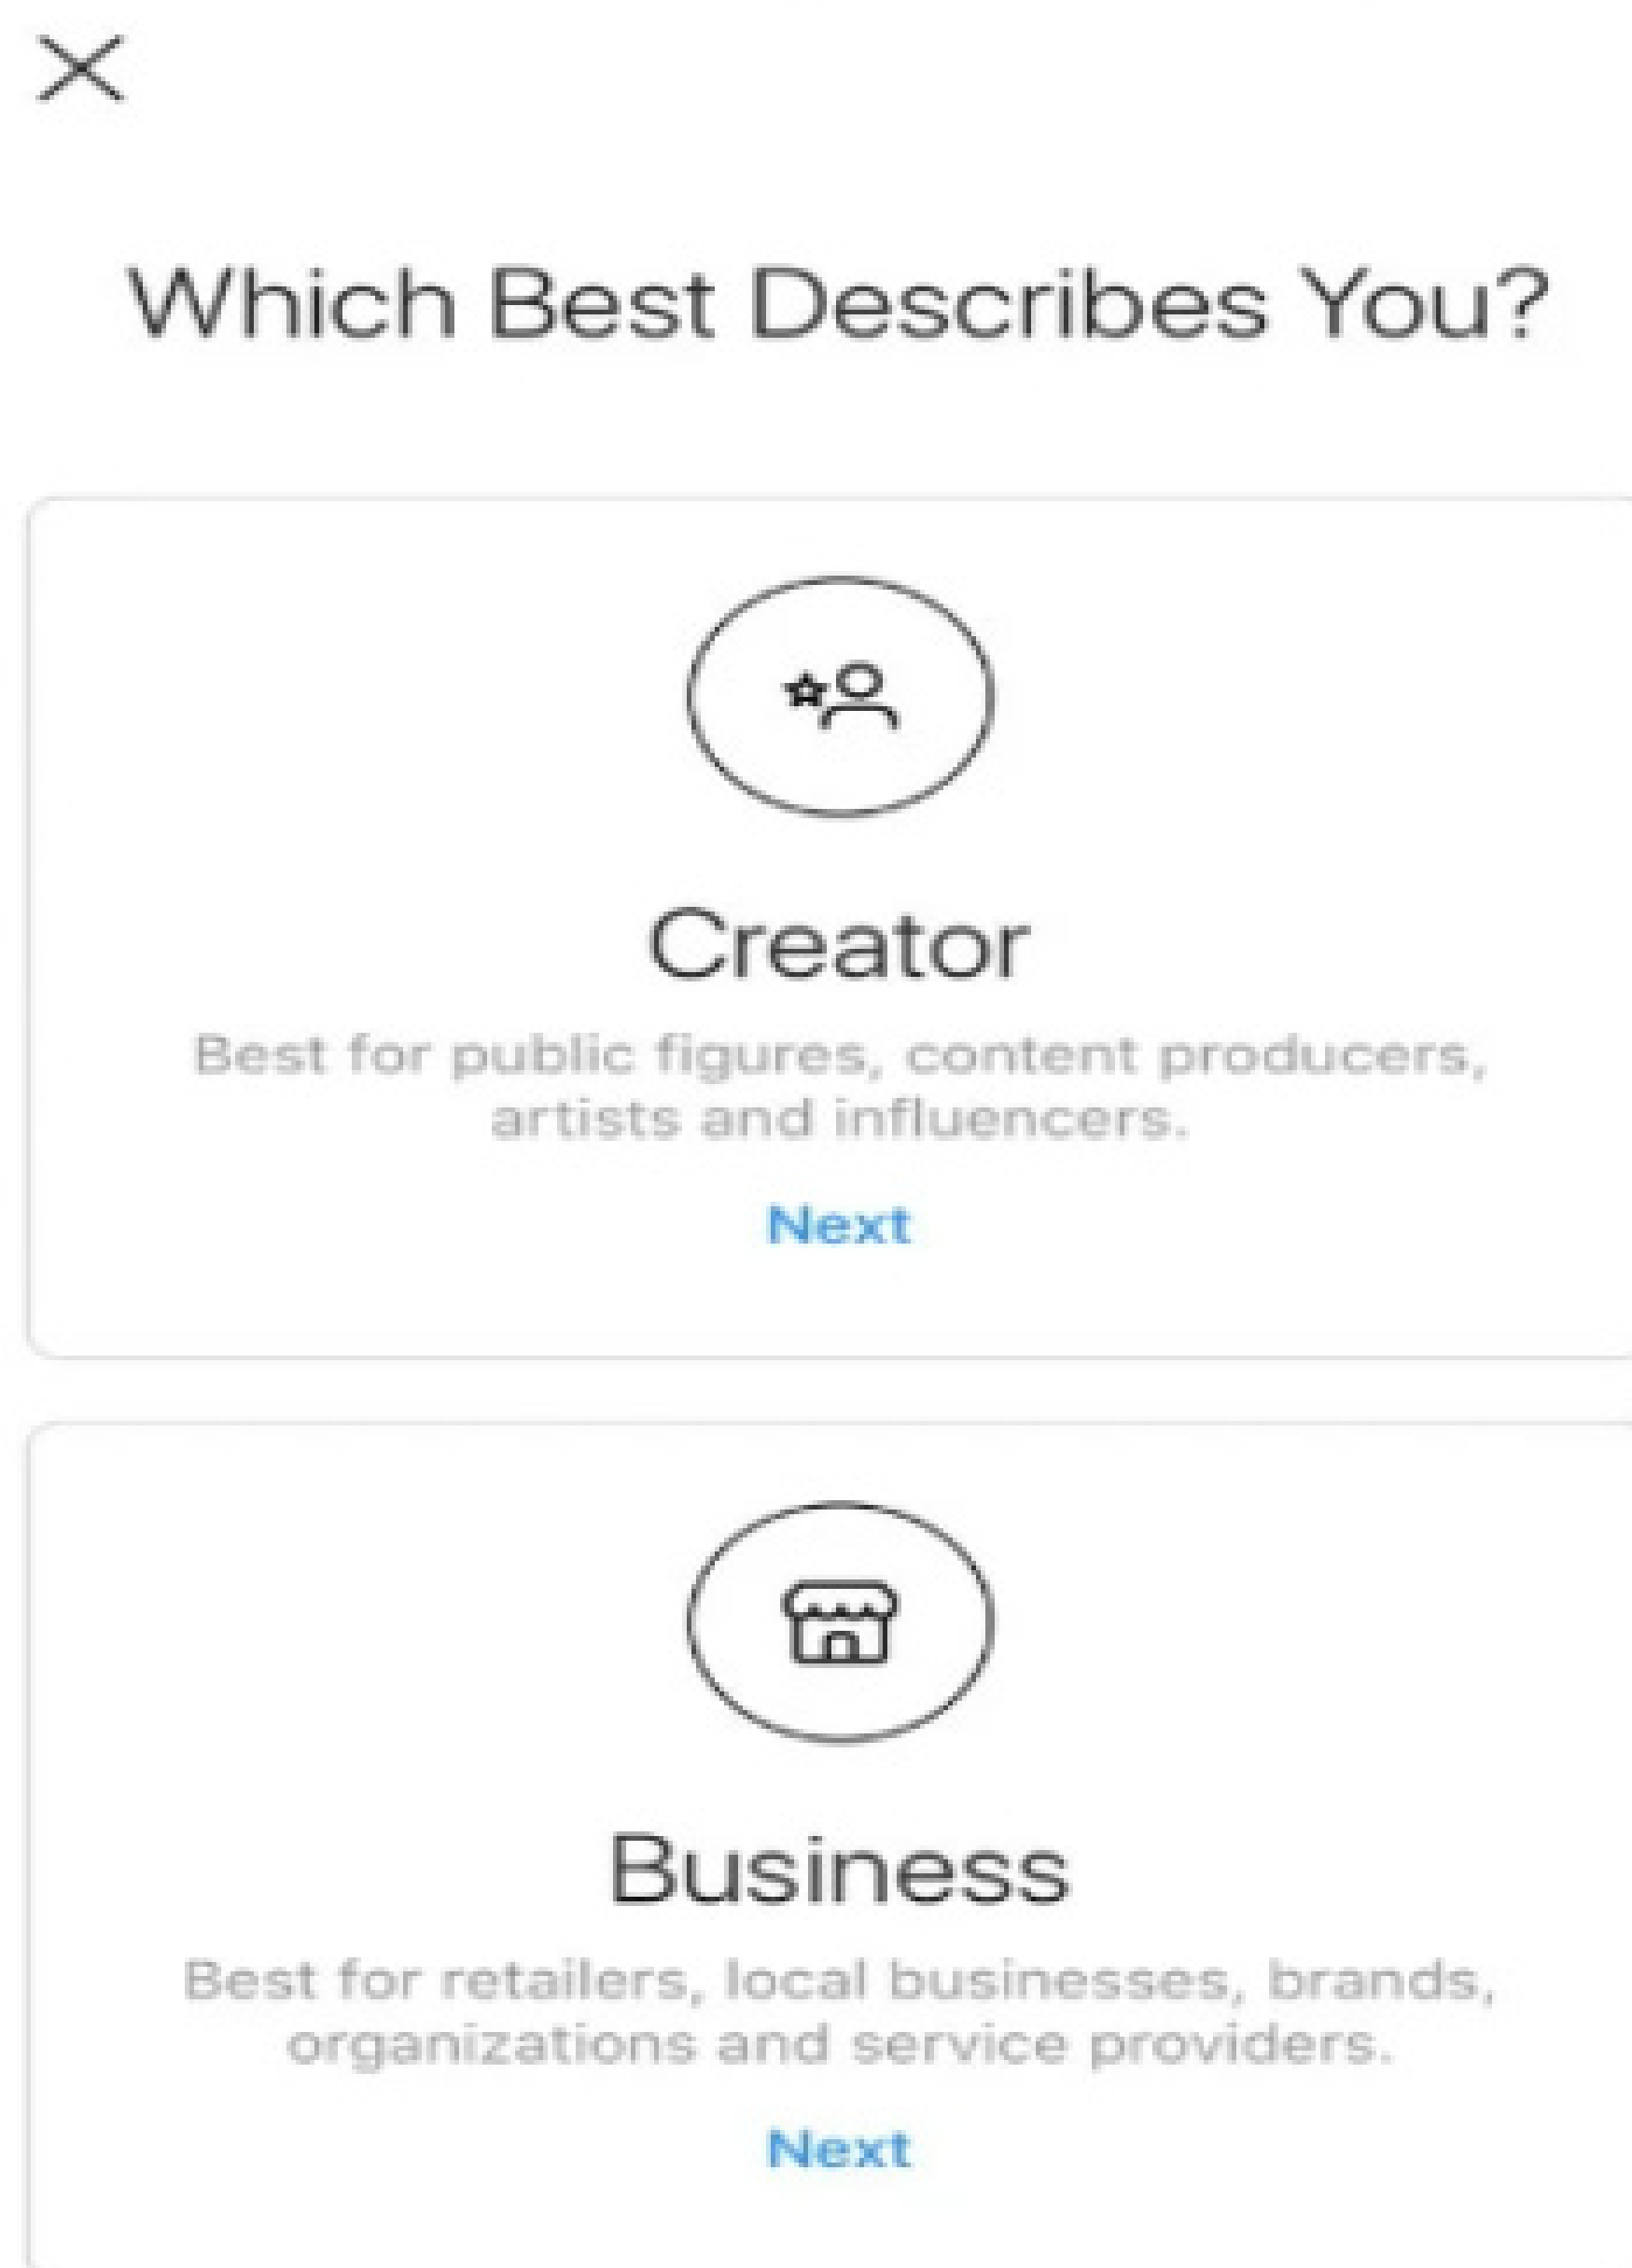 Which Best Describes You?
Creator
Best for public figures, content producers,
artists and influencers.
Next
Business
Best for retailers, local businesses, brands,
organizations and service providers.
Next